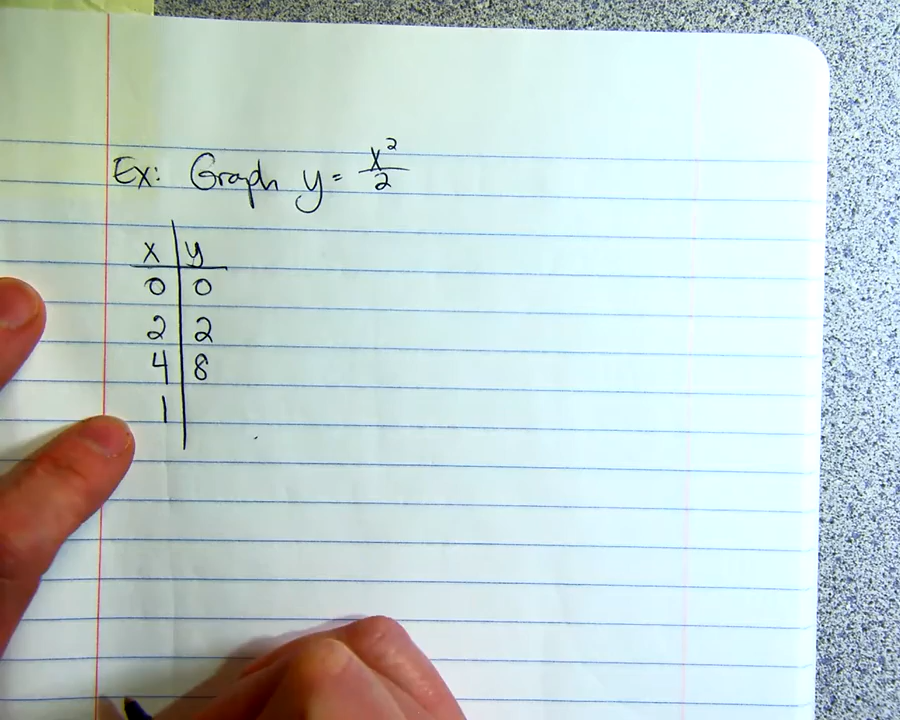 Ex: Graph y = x²/2
x | y
0 | 0
2 | 2
4 | 8
1 |